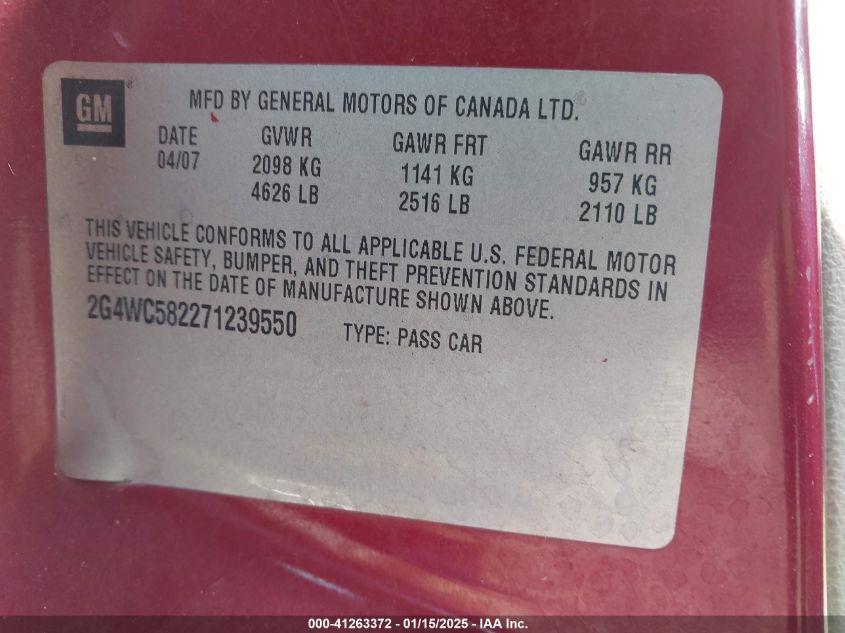 GM
MFD BY GENERAL MOTORS OF CANADA LTD.
DATE GVWR GAWR FRT GAWR RR
04/07 2098 KG 1141 KG 957 KG
4626 LB 2516 LB 2110 LB
THIS VEHICLE CONFORMS TO ALL APPLICABLE U.S. FEDERAL MOTOR
VEHICLE SAFETY, BUMPER, AND THEFT PREVENTION STANDARDS IN
EFFECT ON THE DATE OF MANUFACTURE SHOWN ABOVE.
2G4WC582271239550 TYPE: PASS CAR
000-41263372 - 01/15/2025 - IAA Inc.